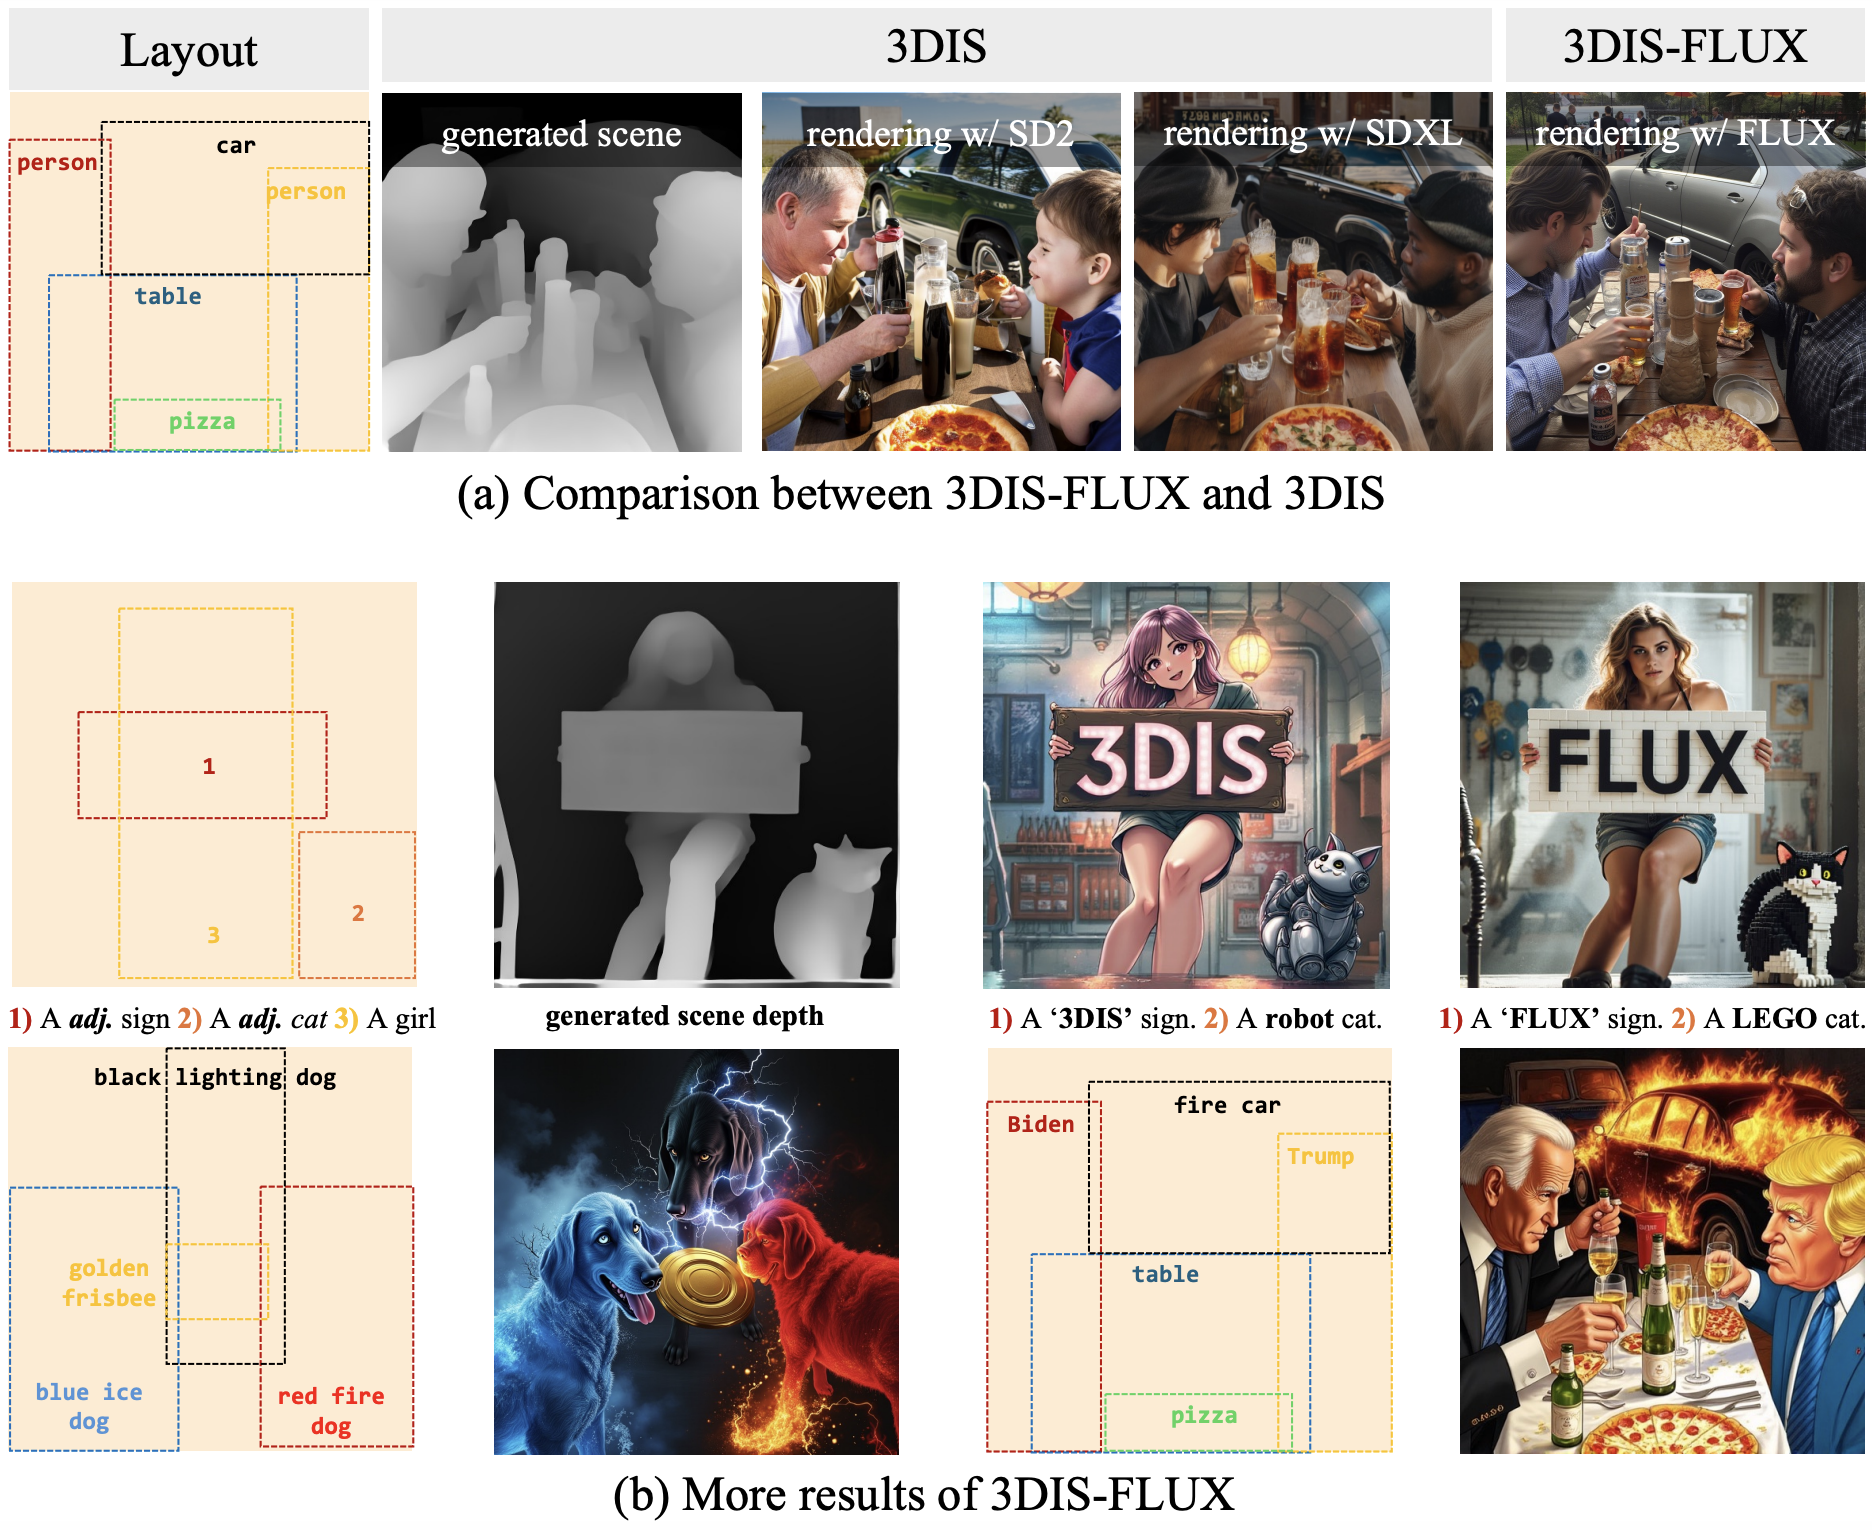 Layout
3DIS
3DIS-FLUX
person
car
person
table
pizza
generated scene
rendering w/ SD2
rendering w/ SDXL
rendering w/ FLUX
(a) Comparison between 3DIS-FLUX and 3DIS
1
2
3
3DIS
FLUX
1) A adj. sign 2) A adj. cat 3) A girl
generated scene depth
1) A ‘3DIS’ sign. 2) A robot cat.
1) A ‘FLUX’ sign. 2) A LEGO cat.
black lighting dog
golden
frisbee
blue ice
dog
red fire
dog
Biden
fire car
Trump
table
pizza
(b) More results of 3DIS-FLUX